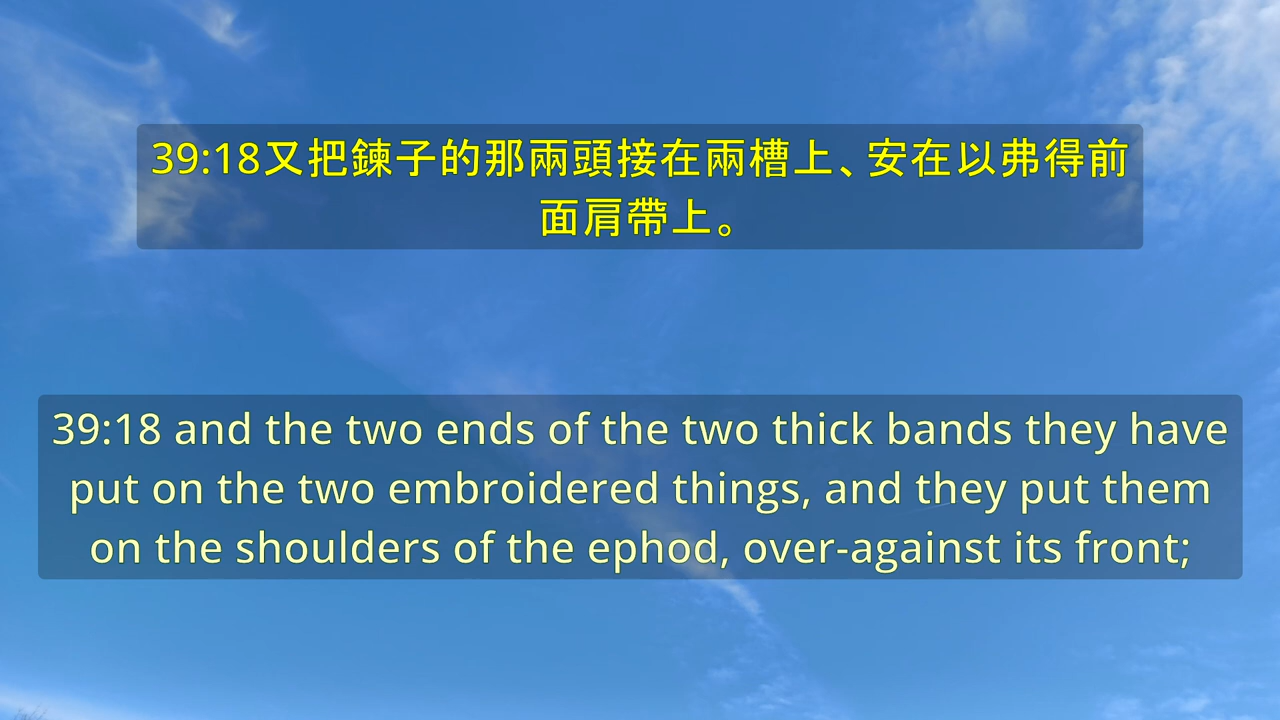 39:18又把鍊子的那兩頭接在兩槽上、安在以弗得前
面肩帶上。
39:18 and the two ends of the two thick bands they have
put on the two embroidered things, and they put them
on the shoulders of the ephod, over-against its front;